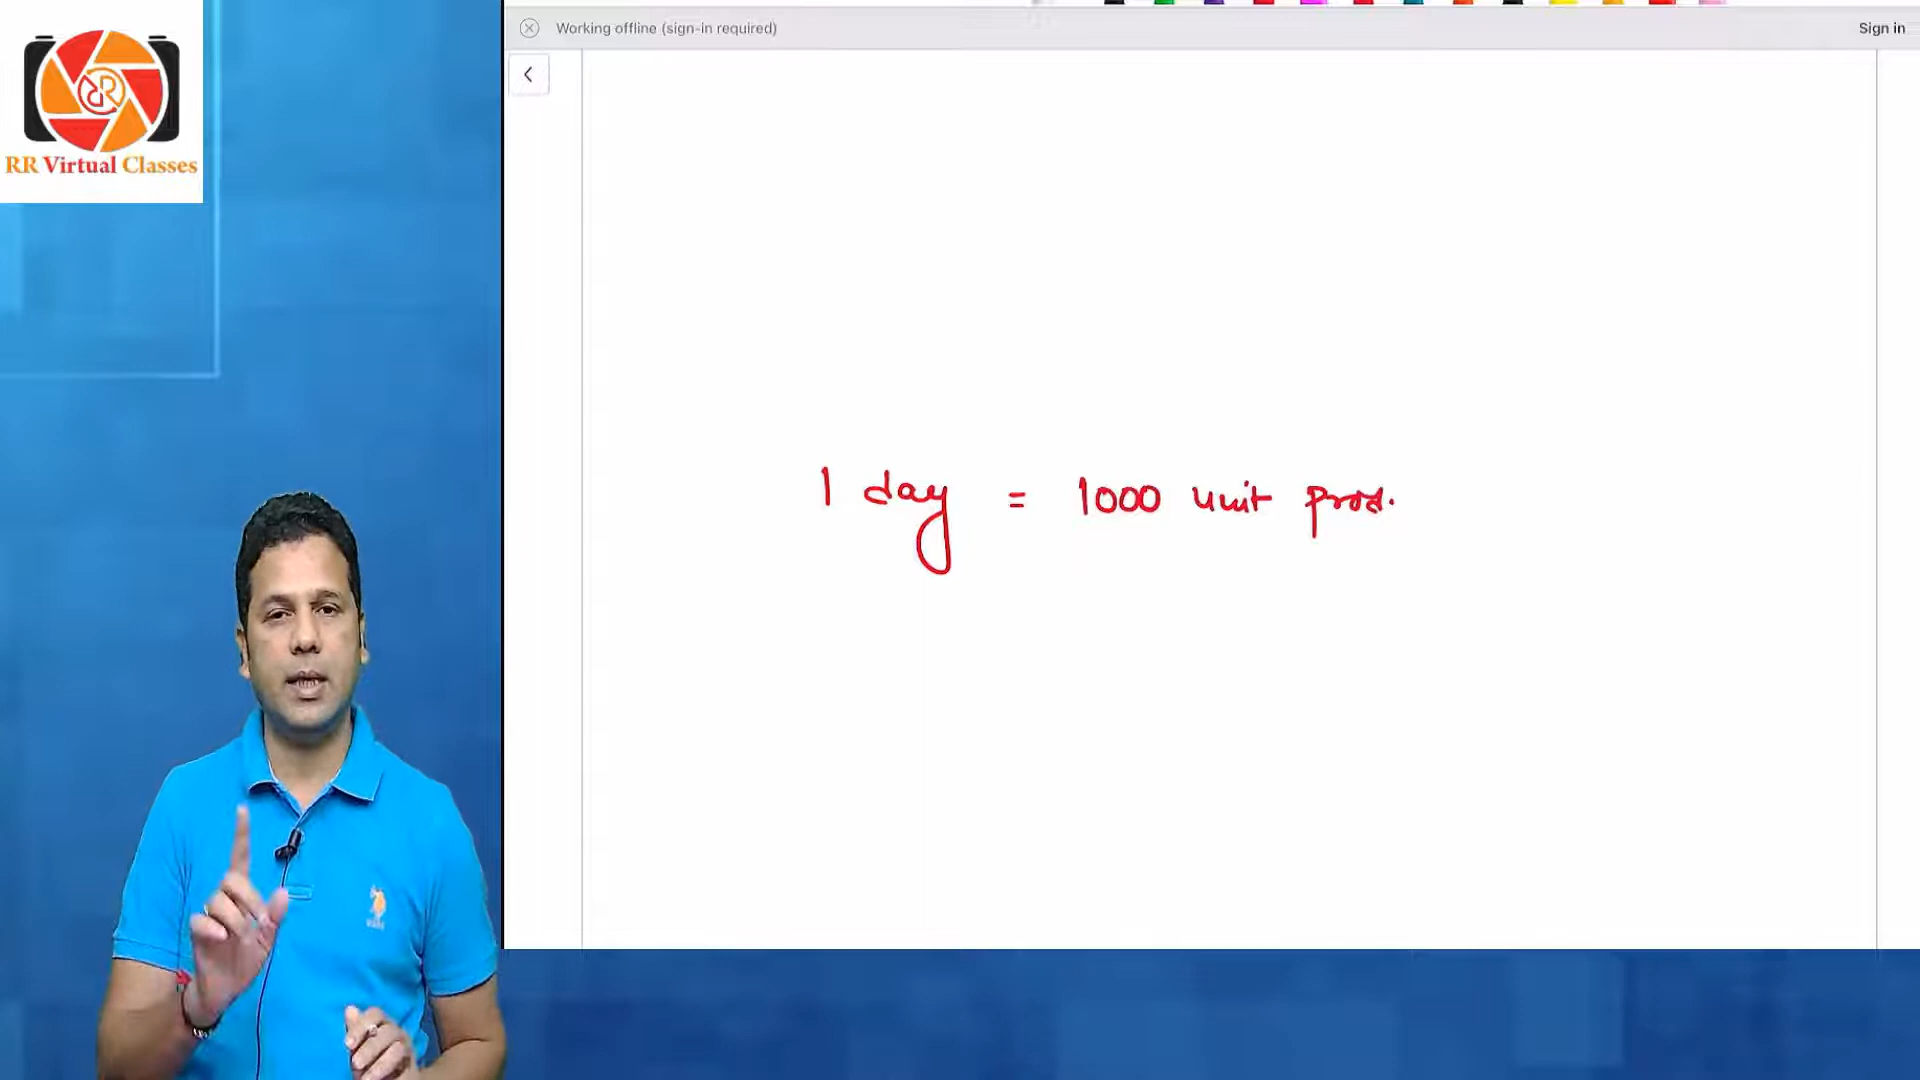 RR Virtual Classes
Working offline (sign-in required)
Sign in
1 day = 1000 unit prod.